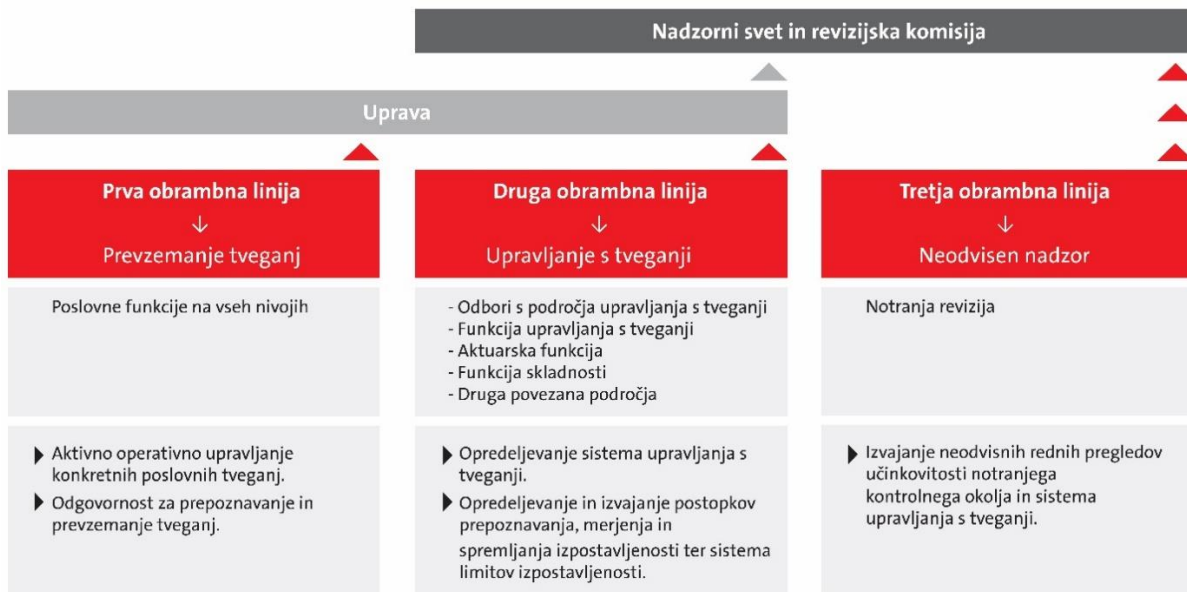 Nadzorni svet in revizijska komisija
Uprava
Prva obrambna linija
↓
Prevzemanje tveganj
Poslovne funkcije na vseh nivojih
Aktivno operativno upravljanje
konkretnih poslovnih tveganj.
Odgovornost za prepoznavanje in
prevzemanje tveganj.
Druga obrambna linija
↓
Upravljanje s tveganji
- Odbori s področja upravljanja s tveganji
- Funkcija upravljanja s tveganji
- Aktuarska funkcija
- Funkcija skladnosti
- Druga povezana področja
Opredeljevanje sistema upravljanja s
tveganji.
Opredeljevanje in izvajanje postopkov
prepoznavanja, merjenja in
spremljanja izpostavljenosti ter sistema
limitov izpostavljenosti.
Tretja obrambna linija
↓
Neodvisen nadzor
Notranja revizija
Izvajanje neodvisnih rednih pregledov
učinkovitosti notranjega
kontrolnega okolja in sistema
upravljanja s tveganji.